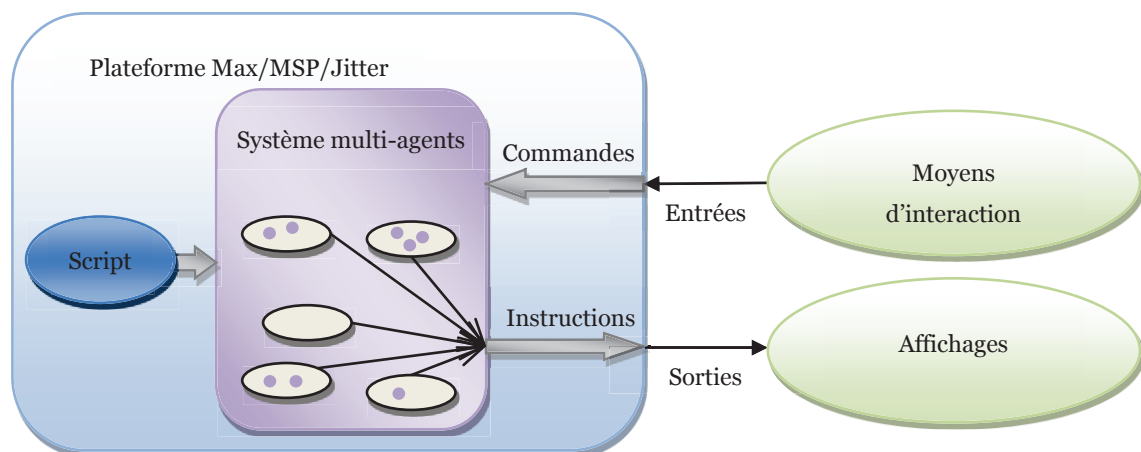 Plateforme Max/MSP/Jitter
Système multi-agents
Commandes
Entrées
Moyens
d’interaction
Script
Instructions
Sorties
Affichages